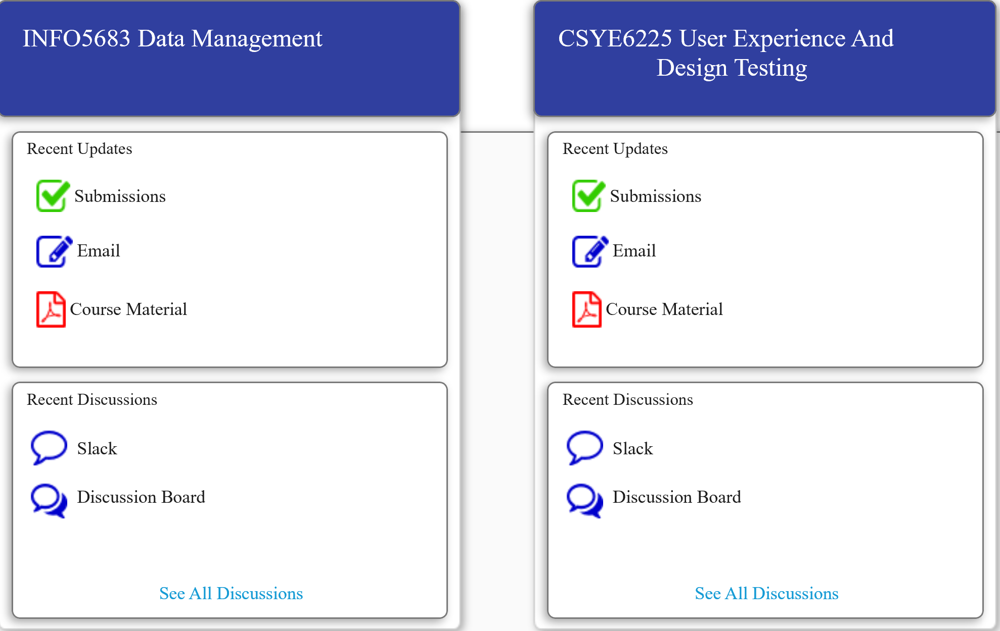 INFO5683 Data Management
Recent Updates
Submissions
Email
Course Material
Recent Discussions
Slack
Discussion Board
See All Discussions
CSYE6225 User Experience And
Design Testing
Recent Updates
Submissions
Email
Course Material
Recent Discussions
Slack
Discussion Board
See All Discussions